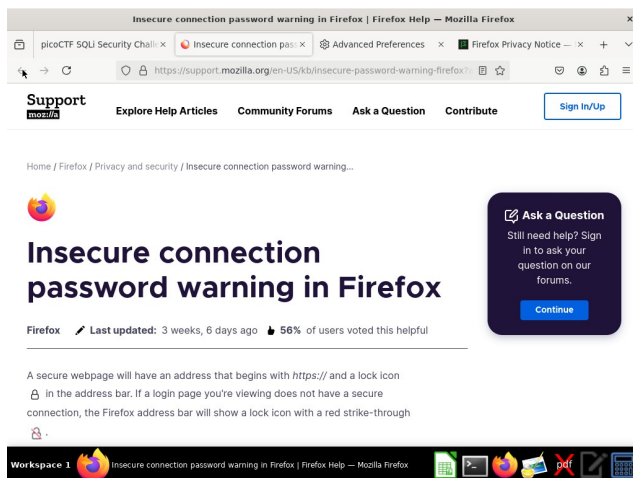 Insecure connection password warning in Firefox | Firefox Help — Mozilla Firefox
picoCTF SQLi Security Chall
Insecure connection pass
Advanced Preferences
Firefox Privacy Notice —
https://support.mozilla.org/en-US/kb/insecure-password-warning-firefox?
Support
moz://a
Explore Help Articles
Community Forums
Ask a Question
Contribute
Sign In/Up
Home / Firefox / Privacy and security / Insecure connection password warning...
Insecure connection
password warning in Firefox
Firefox Last updated: 3 weeks, 6 days ago 56% of users voted this helpful
Ask a Question
Still need help? Sign
in to ask your
question on our
forums.
Continue
A secure webpage will have an address that begins with https:// and a lock icon
in the address bar. If a login page you're viewing does not have a secure
connection, the Firefox address bar will show a lock icon with a red strike-through
.
Workspace 1
Insecure connection password warning in Firefox | Firefox Help — Mozilla Firefox
pdf